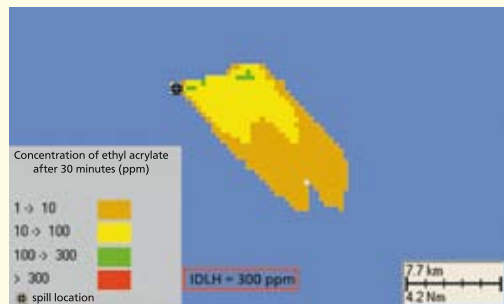 Concentration of ethyl acrylate
after 30 minutes (ppm)
1 -> 10
10 -> 100
100 -> 300
> 300
spill location
IDLH = 300 ppm
7.7 km
4.2 Nm